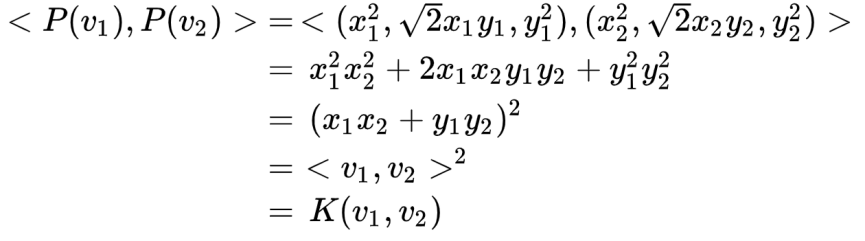 < P(v₁), P(v₂) > = < (x₁², √2x₁y₁, y₁²), (x₂², √2x₂y₂, y₂²) >
= x₁²x₂² + 2x₁x₂y₁y₂ + y₁²y₂²
= (x₁x₂ + y₁y₂)²
= < v₁, v₂ >²
= K(v₁, v₂)